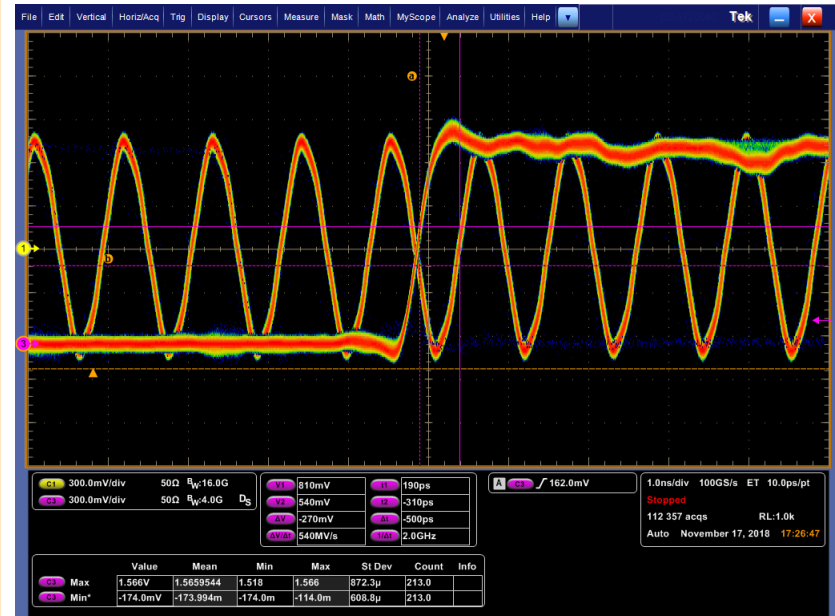 File Edit Vertical Horiz/Acq Trig Display Cursors Measure Mask Math MyScope Analyze Utilities Help Tek X
a
1
b
3
C1 300.0mV/div 50Ω BW:16.0G
C3 300.0mV/div 50Ω BW:4.0G DS
V1 810mV
V2 540mV
ΔV -270mV
ΔV/Δt 540MV/s
t1 190ps
t2 -310ps
Δt -500ps
1/Δt 2.0GHz
A C3 162.0mV
1.0ns/div 100GS/s ET 10.0ps/pt
Stopped
112 357 acqs RL:1.0k
Auto November 17, 2018 17:26:47
Value Mean Min Max St Dev Count Info
C3 Max 1.566V 1.5659544 1.518 1.566 872.3µ 213.0
C3 Min* -174.0mV -173.994m -174.0m -114.0m 608.8µ 213.0